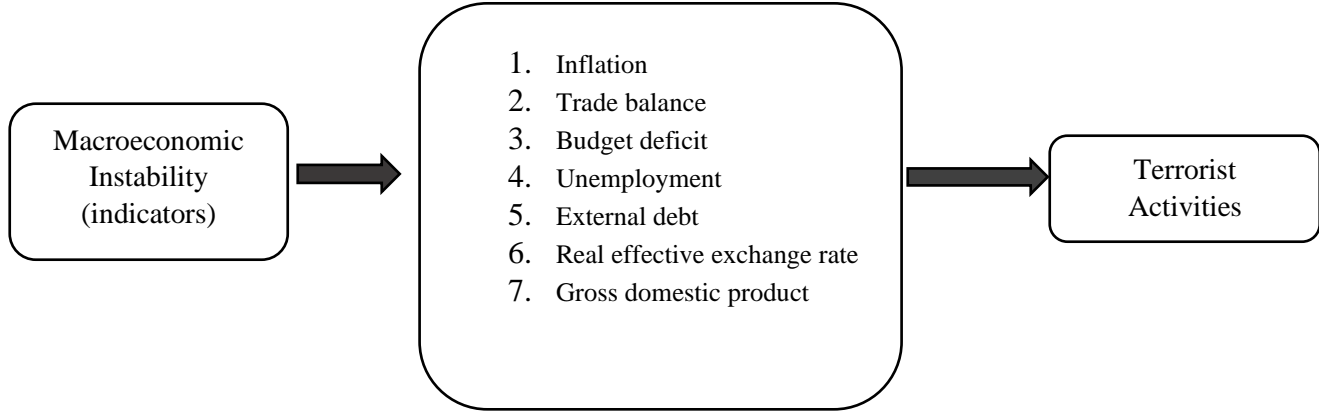 Macroeconomic
Instability
(indicators)
1. Inflation
2. Trade balance
3. Budget deficit
4. Unemployment
5. External debt
6. Real effective exchange rate
7. Gross domestic product
Terrorist
Activities